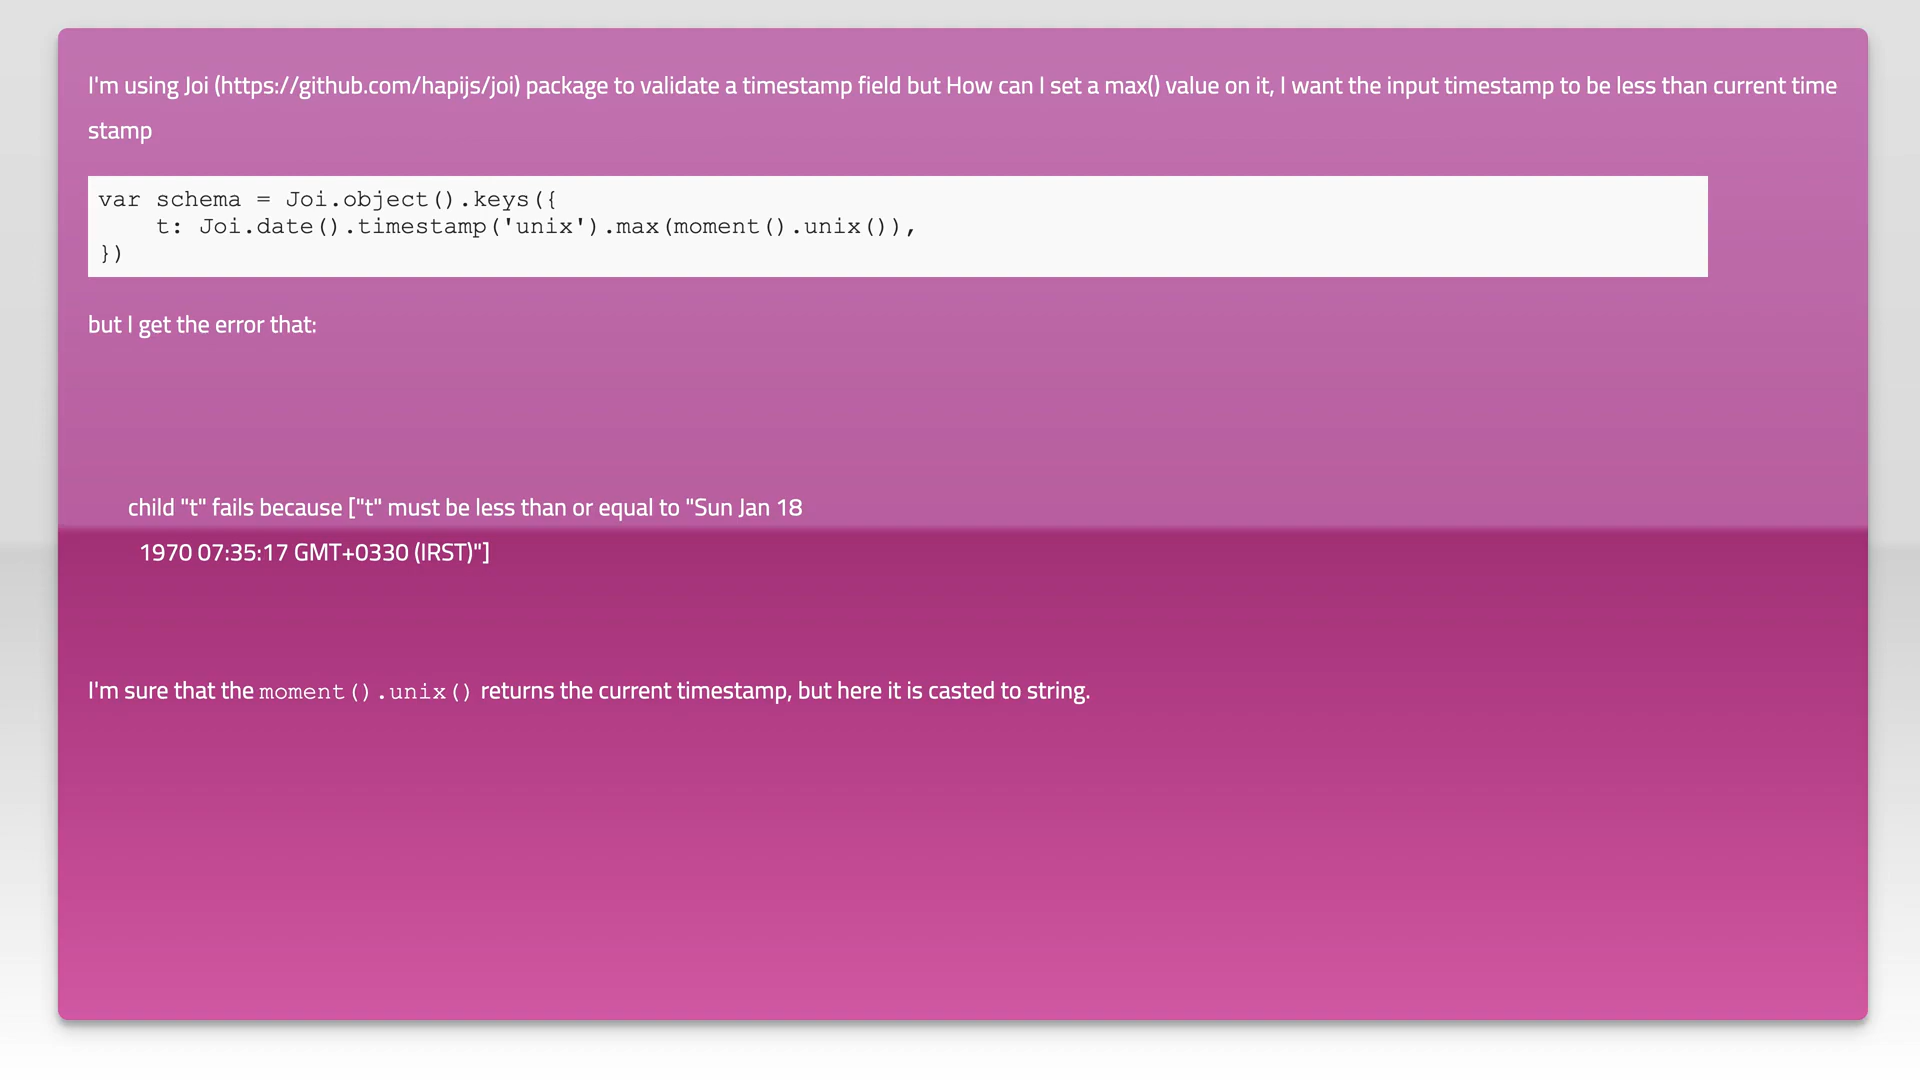 I'm using Joi (https://github.com/hapijs/joi) package to validate a timestamp field but How can I set a max() value on it, I want the input timestamp to be less than current time
stamp
var schema = Joi.object().keys({
    t: Joi.date().timestamp('unix').max(moment().unix()),
})
but I get the error that:
child "t" fails because ["t" must be less than or equal to "Sun Jan 18
1970 07:35:17 GMT+0330 (IRST)"]
I'm sure that the moment().unix() returns the current timestamp, but here it is casted to string.